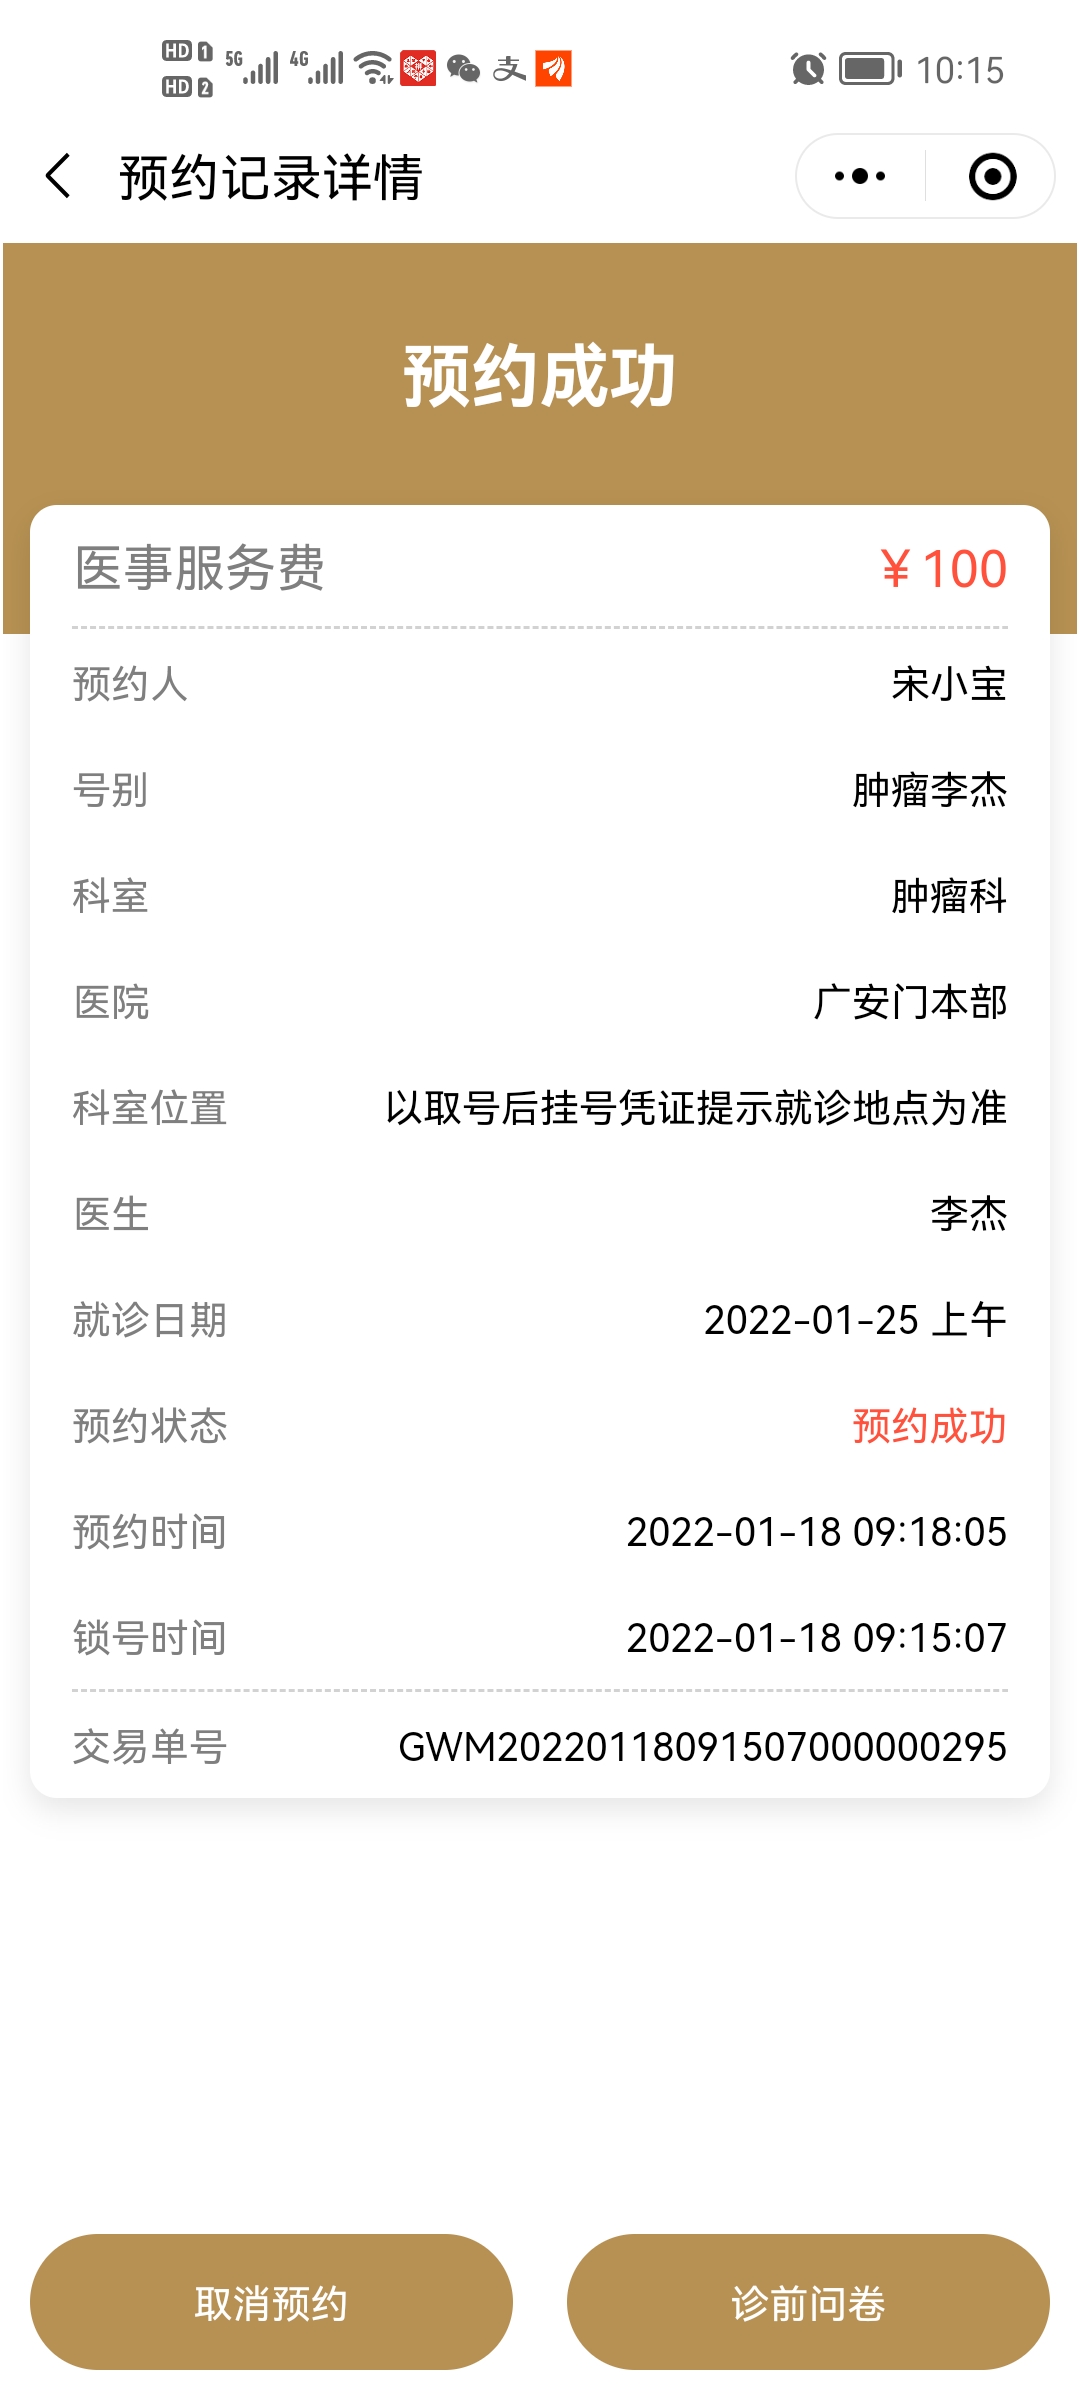 HD 1 5G 4G 支 10:15
HD 2
预约记录详情
预约成功
医事服务费 ¥100
预约人 宋小宝
号别 肿瘤李杰
科室 肿瘤科
医院 广安门本部
科室位置 以取号后挂号凭证提示就诊地点为准
医生 李杰
就诊日期 2022-01-25 上午
预约状态 预约成功
预约时间 2022-01-18 09:18:05
锁号时间 2022-01-18 09:15:07
交易单号 GWM202201180915070000000295
取消预约 诊前问卷